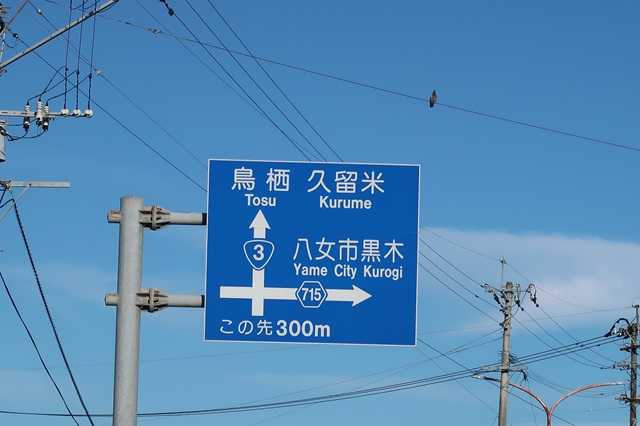 鳥栖 久留米
Tosu Kurume
3
八女市黒木
Yame City Kurogi
715
この先300m